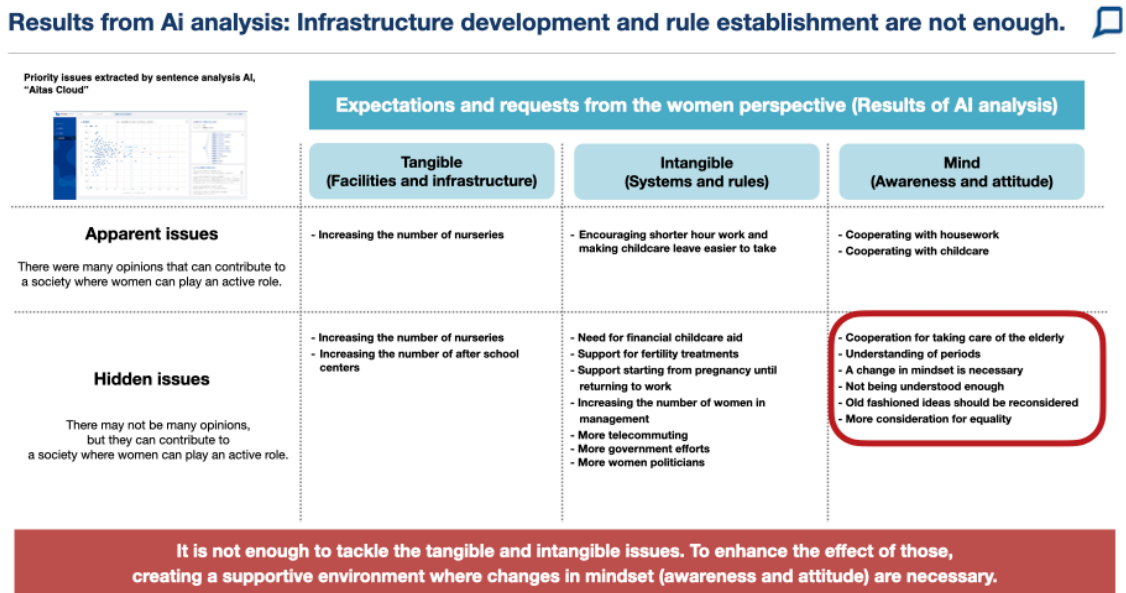 Results from Ai analysis: Infrastructure development and rule establishment are not enough.
Priority issues extracted by sentence analysis AI,
“Aitas Cloud”
Expectations and requests from the women perspective (Results of AI analysis)
Tangible
(Facilities and infrastructure)
Intangible
(Systems and rules)
Mind
(Awareness and attitude)
Apparent issues
There were many opinions that can contribute to
a society where women can play an active role.
- Increasing the number of nurseries
- Encouraging shorter hour work and
making childcare leave easier to take
- Cooperating with housework
- Cooperating with childcare
Hidden issues
There may not be many opinions,
but they can contribute to
a society where women can play an active role.
- Increasing the number of nurseries
- Increasing the number of after school
centers
- Need for financial childcare aid
- Support for fertility treatments
- Support starting from pregnancy until
returning to work
- Increasing the number of women in
management
- More telecommuting
- More government efforts
- More women politicians
- Cooperation for taking care of the elderly
- Understanding of periods
- A change in mindset is necessary
- Not being understood enough
- Old fashioned ideas should be reconsidered
- More consideration for equality
It is not enough to tackle the tangible and intangible issues. To enhance the effect of those,
creating a supportive environment where changes in mindset (awareness and attitude) are necessary.